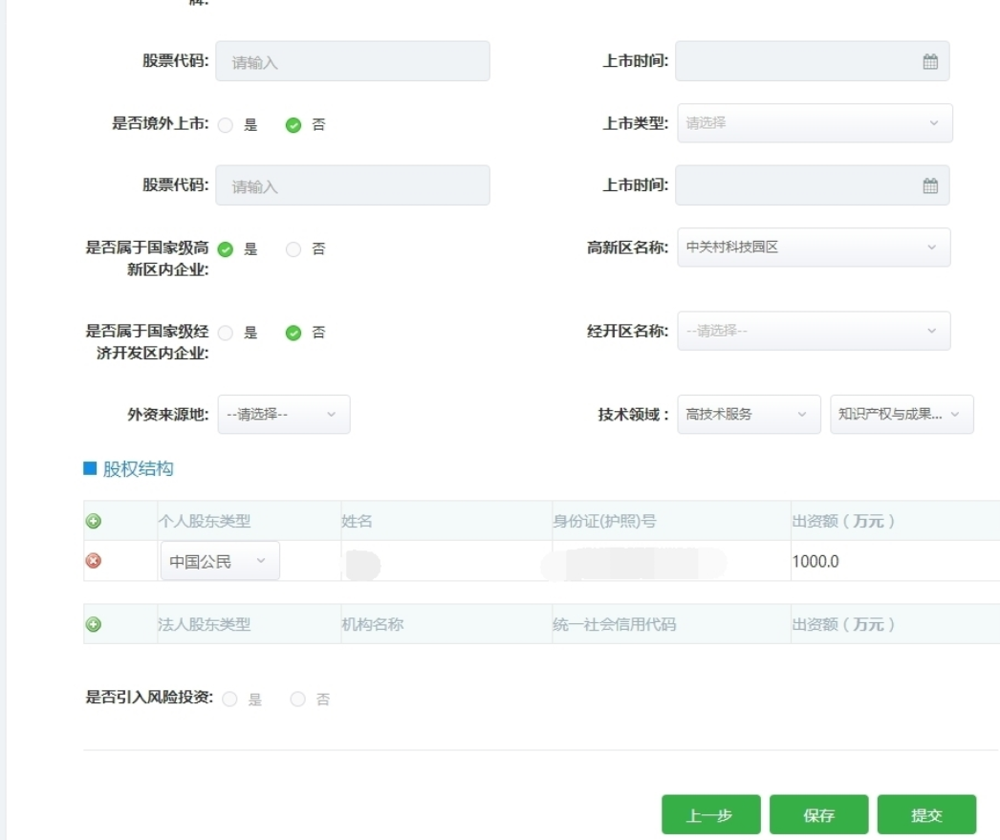 牌:
股票代码: 请输入 上市时间:
是否境外上市: 是 否 上市类型: 请选择
股票代码: 请输入 上市时间:
是否属于国家级高 是 否 高新区名称: 中关村科技园区
新区内企业:
是否属于国家级经 是 否 经开区名称: --请选择--
济开发区内企业:
外资来源地: --请选择-- 技术领域: 高技术服务 知识产权与成果...
股权结构
个人股东类型 姓名 身份证(护照)号 出资额(万元)
中国公民 1000.0
法人股东类型 机构名称 统一社会信用代码 出资额(万元)
是否引入风险投资: 是 否
上一步 保存 提交